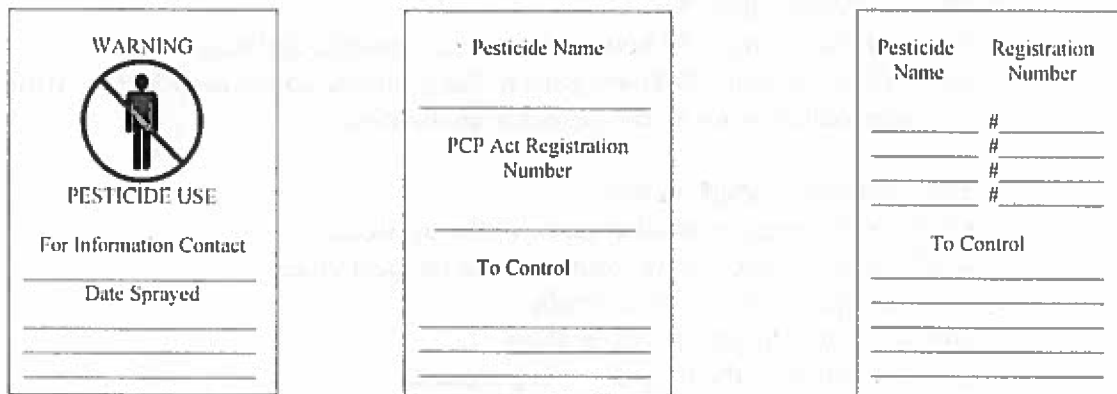 WARNING
PESTICIDE USE
For Information Contact
Date Sprayed
Pesticide Name
PCP Act Registration
Number
To Control
Pesticide Registration
Name Number
#
#
#
#
To Control